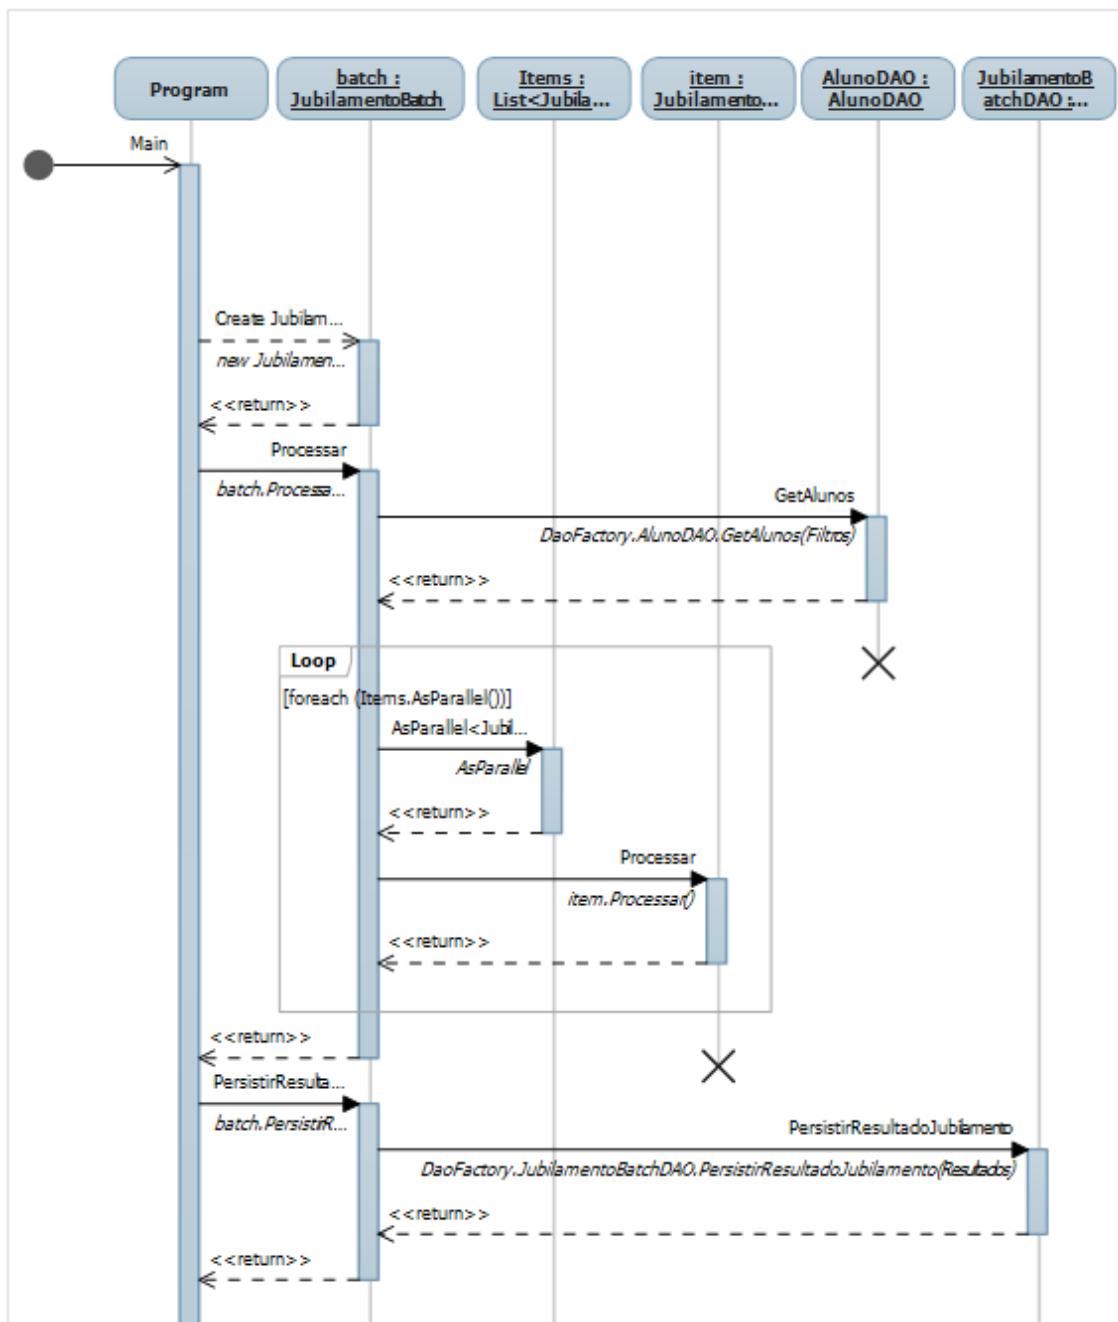 Program
batch :
JubilamentoBatch
Items :
List<Jubila...
item :
Jubilamento...
AlunoDAO :
AlunoDAO
JubilamentoB
atchDAO :...
Main
Create Jubilam...
new Jubilamen...
<<return>>
Processar
batch.Processa...
GetAlunos
DaoFactory.AlunoDAO.GetAlunos(Filtros)
<<return>>
Loop
[foreach (Items.AsParallel())]
AsParallel<Jubil...
AsParallel
<<return>>
Processar
item.Processar()
<<return>>
<<return>>
PersistirResulta...
batch.PersistirR...
PersistirResultadoJubilamento
DaoFactory.JubilamentoBatchDAO.PersistirResultadoJubilamento(Resultados)
<<return>>
<<return>>